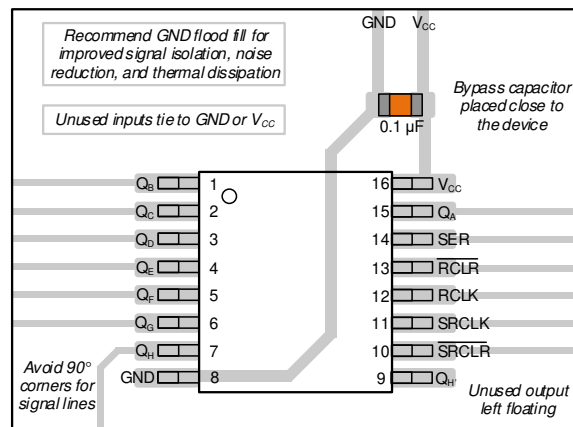 GND VCC
Recommend GND flood fill for
improved signal isolation, noise
reduction, and thermal dissipation
Unused inputs tie to GND or VCC
Bypass capacitor
placed close to
the device
0.1 µF
QB 1 16 VCC
QC 2 15 QA
QD 3 14 SER
QE 4 13 RCLR
QF 5 12 RCLK
QG 6 11 SRCLK
QH 7 10 SRCLR
GND 8 9 QH'
Avoid 90°
corners for
signal lines
Unused output
left floating